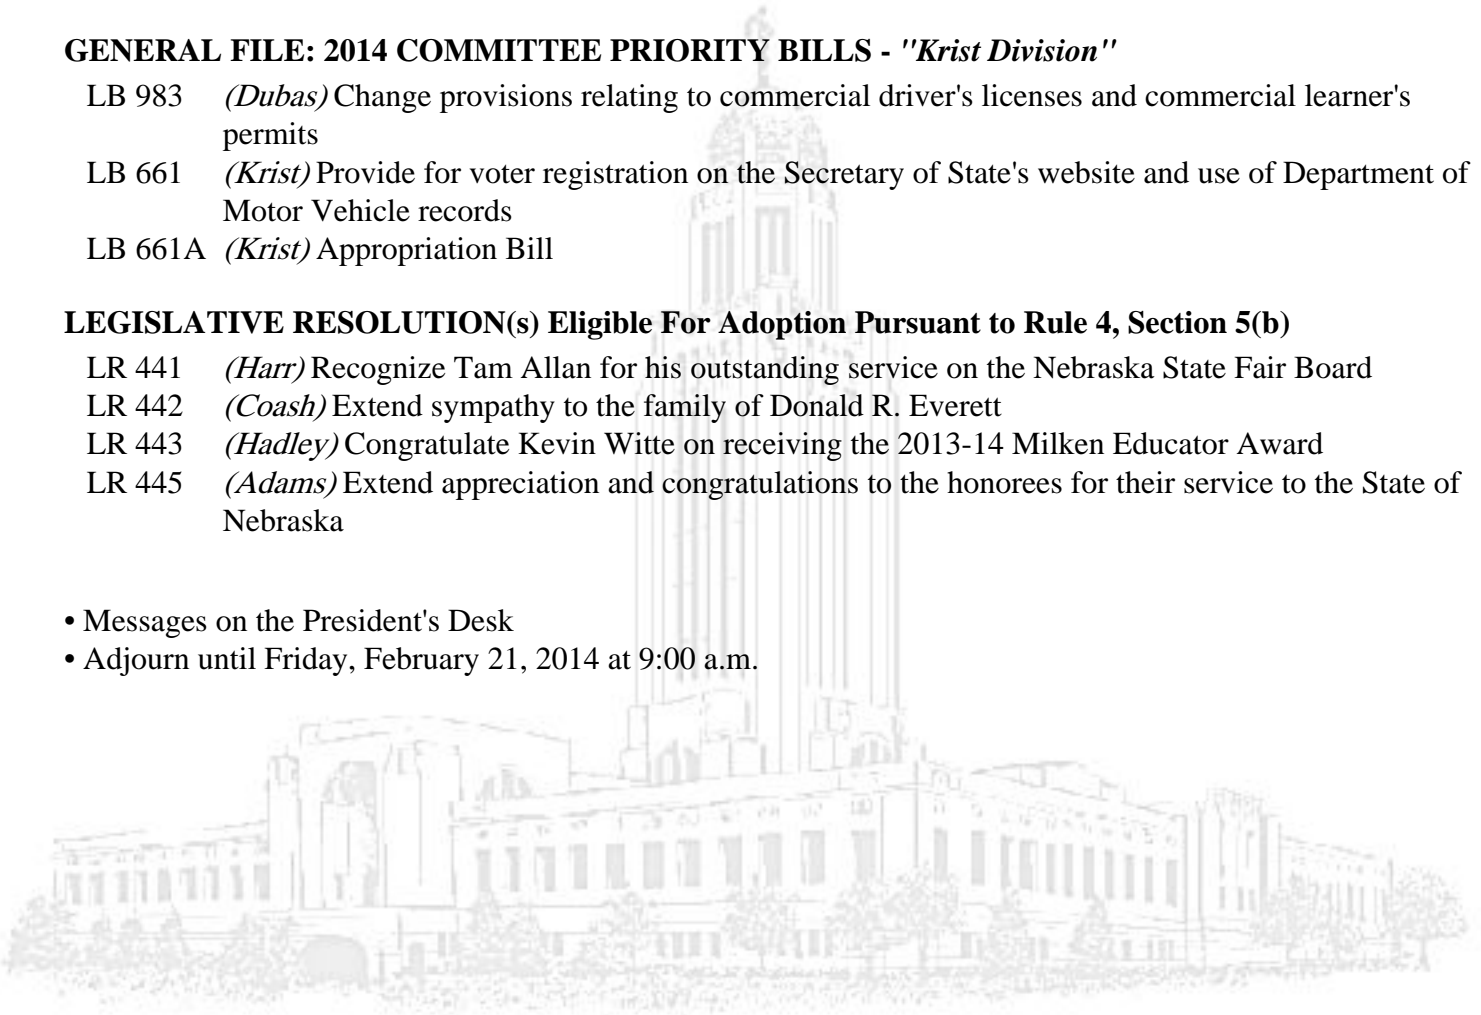 GENERAL FILE: 2014 COMMITTEE PRIORITY BILLS - "Krist Division"
LB 983 (Dubas) Change provisions relating to commercial driver's licenses and commercial learner's
permits
LB 661 (Krist) Provide for voter registration on the Secretary of State's website and use of Department of
Motor Vehicle records
LB 661A (Krist) Appropriation Bill
LEGISLATIVE RESOLUTION(s) Eligible For Adoption Pursuant to Rule 4, Section 5(b)
LR 441 (Harr) Recognize Tam Allan for his outstanding service on the Nebraska State Fair Board
LR 442 (Coash) Extend sympathy to the family of Donald R. Everett
LR 443 (Hadley) Congratulate Kevin Witte on receiving the 2013-14 Milken Educator Award
LR 445 (Adams) Extend appreciation and congratulations to the honorees for their service to the State of
Nebraska
• Messages on the President's Desk
• Adjourn until Friday, February 21, 2014 at 9:00 a.m.